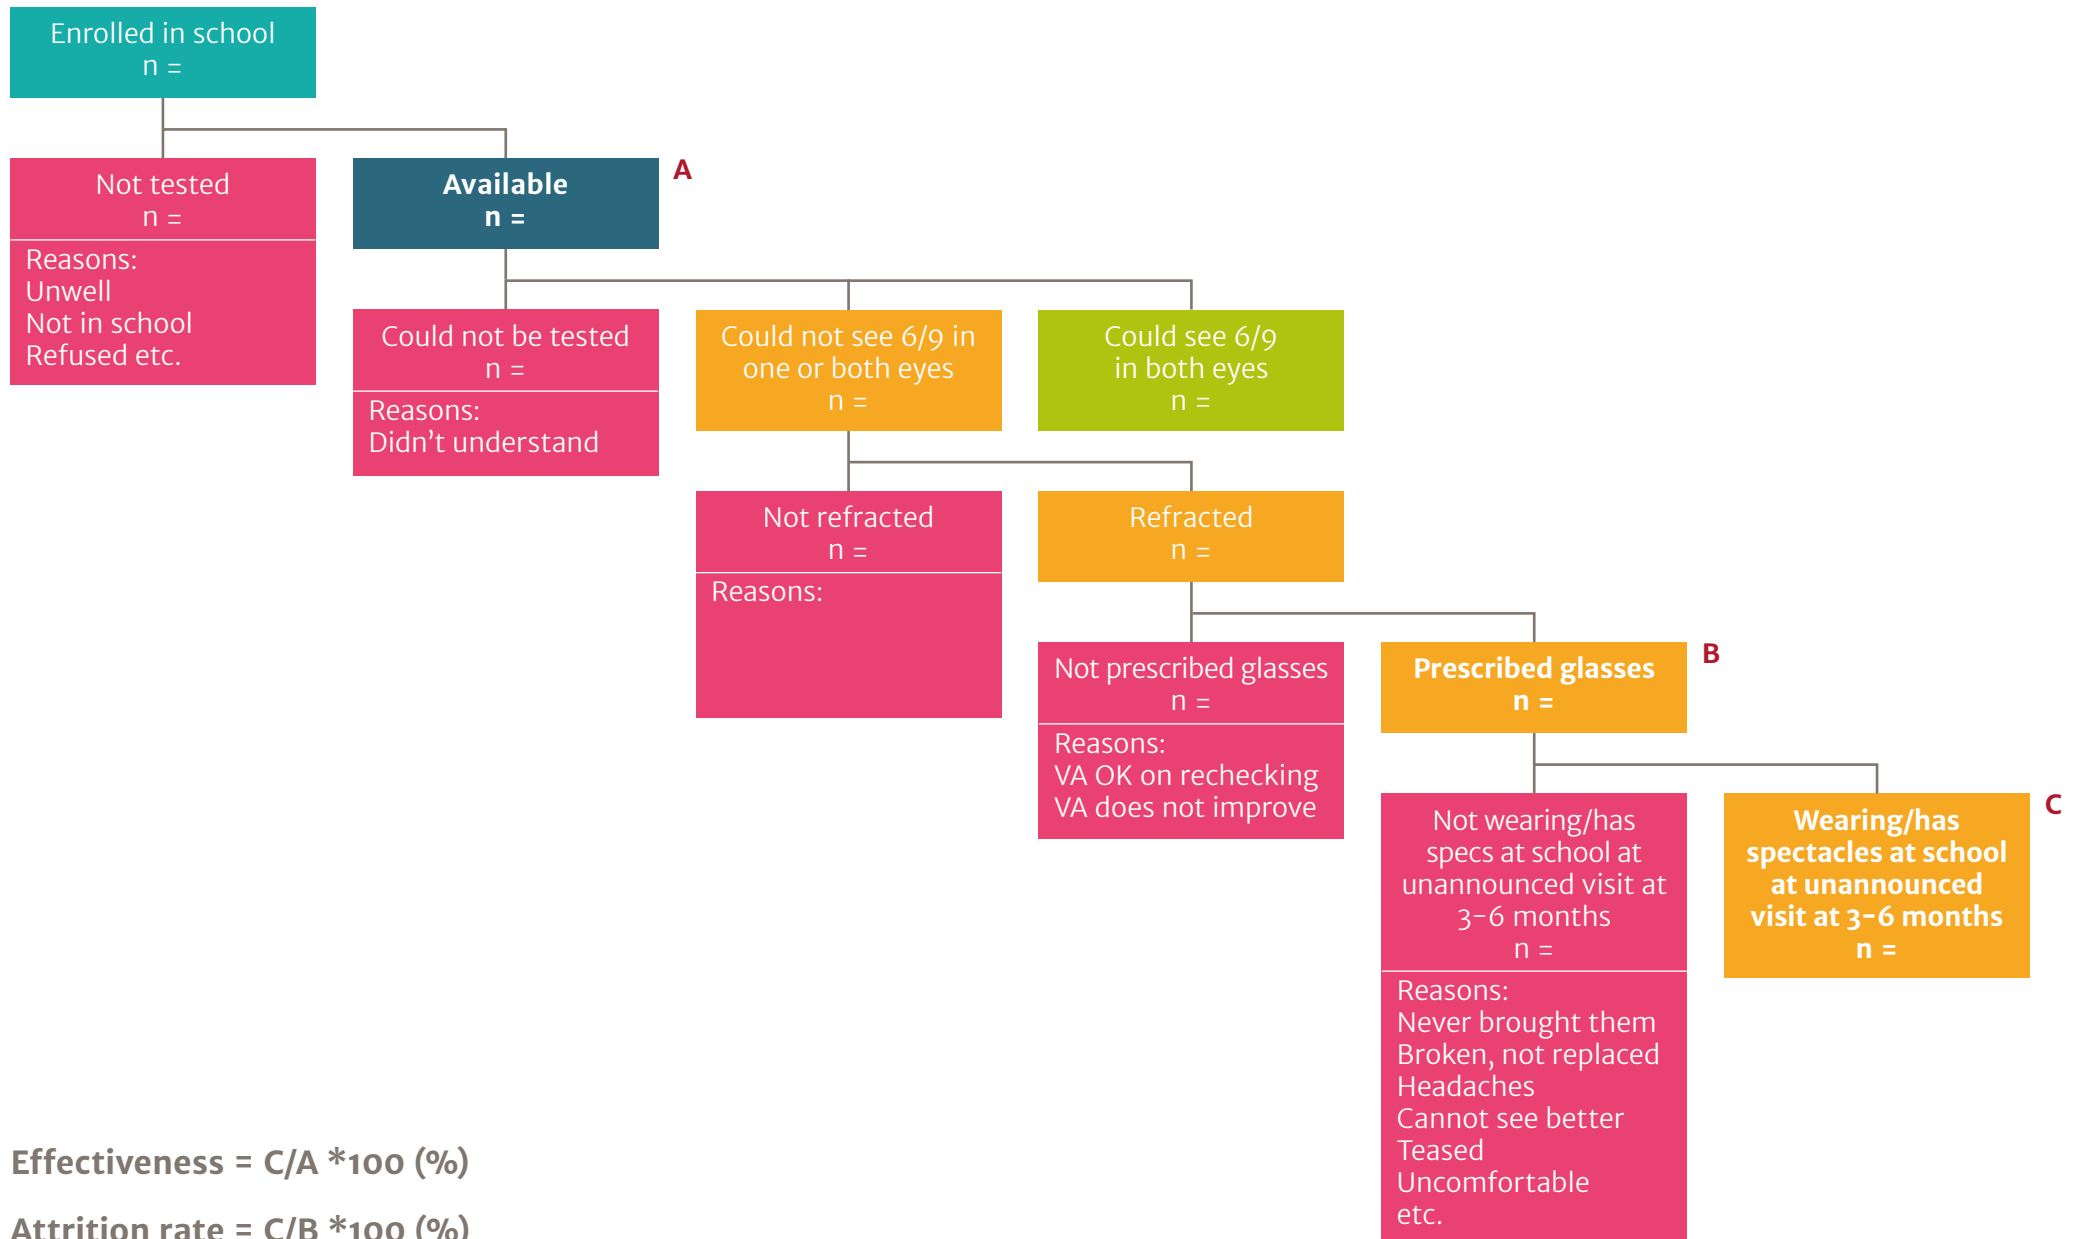 Enrolled in school
n =
Not tested
n =
Reasons:
Unwell
Not in school
Refused etc.
Available
n =
A
Could not be tested
n =
Reasons:
Didn’t understand
Could not see 6/9 in
one or both eyes
n =
Could see 6/9
in both eyes
n =
Not refracted
n =
Reasons:
Refracted
n =
Not prescribed glasses
n =
Reasons:
VA OK on rechecking
VA does not improve
Prescribed glasses
n =
B
Not wearing/has
specs at school at
unannounced visit at
3–6 months
n =
Reasons:
Never brought them
Broken, not replaced
Headaches
Cannot see better
Teased
Uncomfortable
etc.
Wearing/has
spectacles at school
at unannounced
visit at 3–6 months
n =
C
Effectiveness = C/A *100 (%)
Attrition rate = C/B *100 (%)